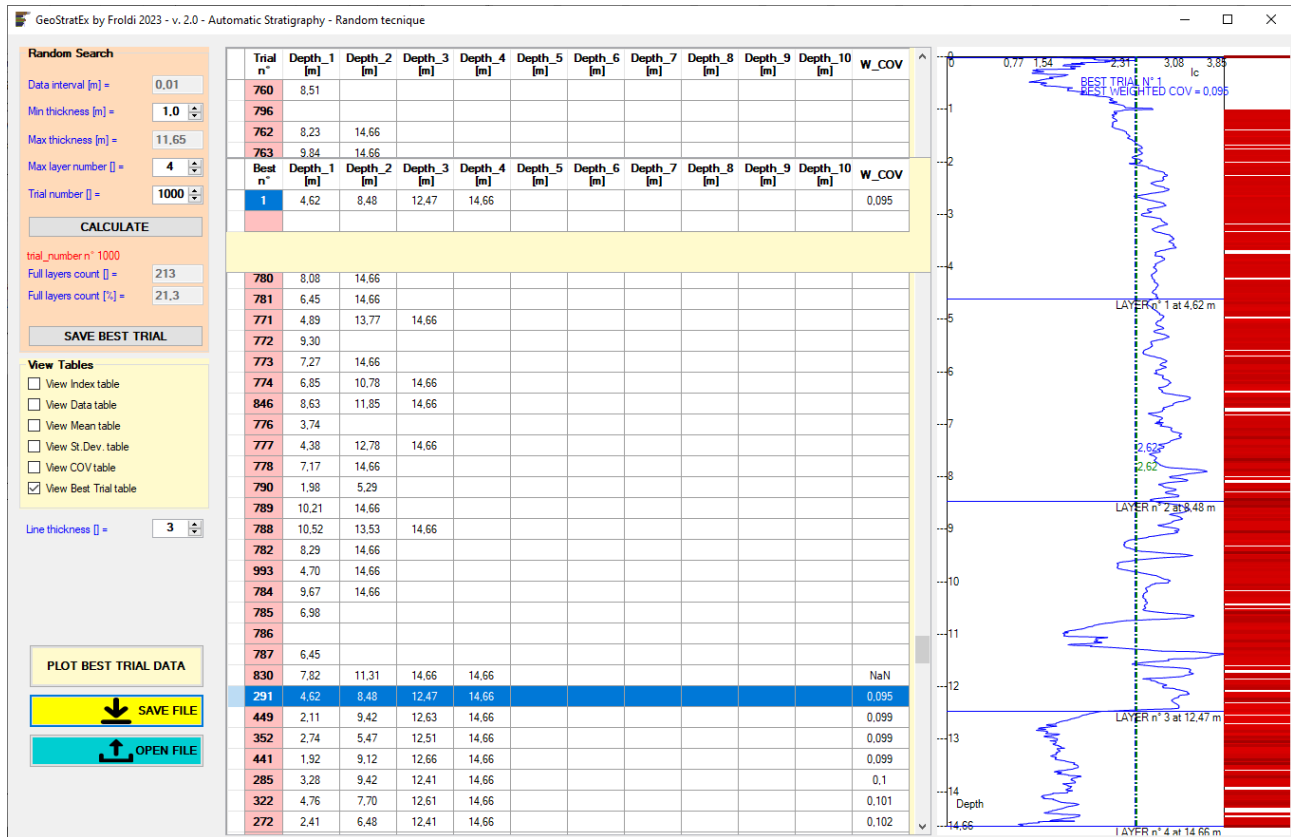 GeoStratEx by Froldi 2023 - v. 2.0 - Automatic Stratigraphy - Random tecnique
Random Search
Data interval [m] = 0,01
Min thickness [m] = 1,0
Max thickness [m] = 11,65
Max layer number [] = 4
Trial number [] = 1000
CALCULATE
trial_number n° 1000
Full layers count [] = 213
Full layers count [%] = 21,3
SAVE BEST TRIAL
View Tables
View Index table
View Data table
View Mean table
View St.Dev. table
View COV table
View Best Trial table
Line thickness [] = 3
PLOT BEST TRIAL DATA
SAVE FILE
OPEN FILE
Trial n° Depth_1 [m] Depth_2 [m] Depth_3 [m] Depth_4 [m] Depth_5 [m] Depth_6 [m] Depth_7 [m] Depth_8 [m] Depth_9 [m] Depth_10 [m] W_COV
760 8,51
796
762 8,23 14,66
763 9,84 14,66
Best n° Depth_1 [m] Depth_2 [m] Depth_3 [m] Depth_4 [m] Depth_5 [m] Depth_6 [m] Depth_7 [m] Depth_8 [m] Depth_9 [m] Depth_10 [m] W_COV
1 4,62 8,48 12,47 14,66 0,095
780 8,08 14,66
781 6,45 14,66
771 4,89 13,77 14,66
772 9,30
773 7,27 14,66
774 6,85 10,78 14,66
846 8,63 11,85 14,66
776 3,74
777 4,38 12,78 14,66
778 7,17 14,66
790 1,98 5,29
789 10,21 14,66
788 10,52 13,53 14,66
782 8,29 14,66
993 4,70 14,66
784 9,67 14,66
785 6,98
786
787 6,45
830 7,82 11,31 14,66 14,66 NaN
291 4,62 8,48 12,47 14,66 0,095
449 2,11 9,42 12,63 14,66 0,099
352 2,74 5,47 12,51 14,66 0,099
441 1,92 9,12 12,66 14,66 0,099
285 3,28 9,42 12,41 14,66 0,1
322 4,76 7,70 12,61 14,66 0,101
272 2,41 6,48 12,41 14,66 0,102
---0
0,77 1,54 2,31 3,08 3,85
Ic
BEST TRIAL N° 1
BEST WEIGHTED COV = 0,095
---1
---2
---3
---4
LAYER n° 1 at 4,62 m
---5
---6
---7
2,62
2,62
---8
LAYER n° 2 at 8,48 m
---9
---10
---11
---12
LAYER n° 3 at 12,47 m
---13
---14
Depth
---14,66
LAYER n° 4 at 14,66 m